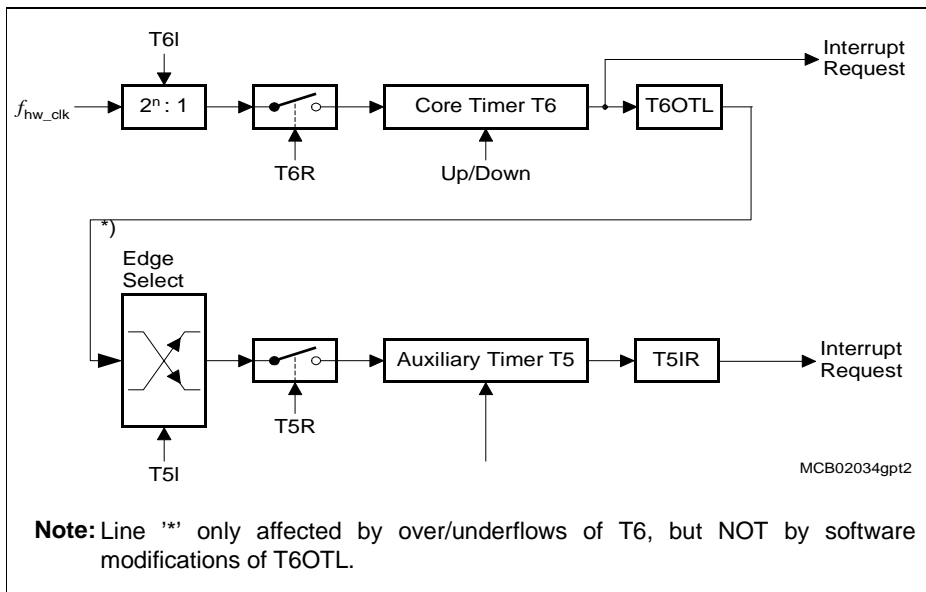 T6I
Interrupt
Request
f hw_clk
2ⁿ : 1
Core Timer T6
T6OTL
T6R
Up/Down
*)
Edge
Select
Auxiliary Timer T5
T5IR
Interrupt
Request
T5R
T5I
MCB02034gpt2
Note: Line '*' only affected by over/underflows of T6, but NOT by software
modifications of T6OTL.